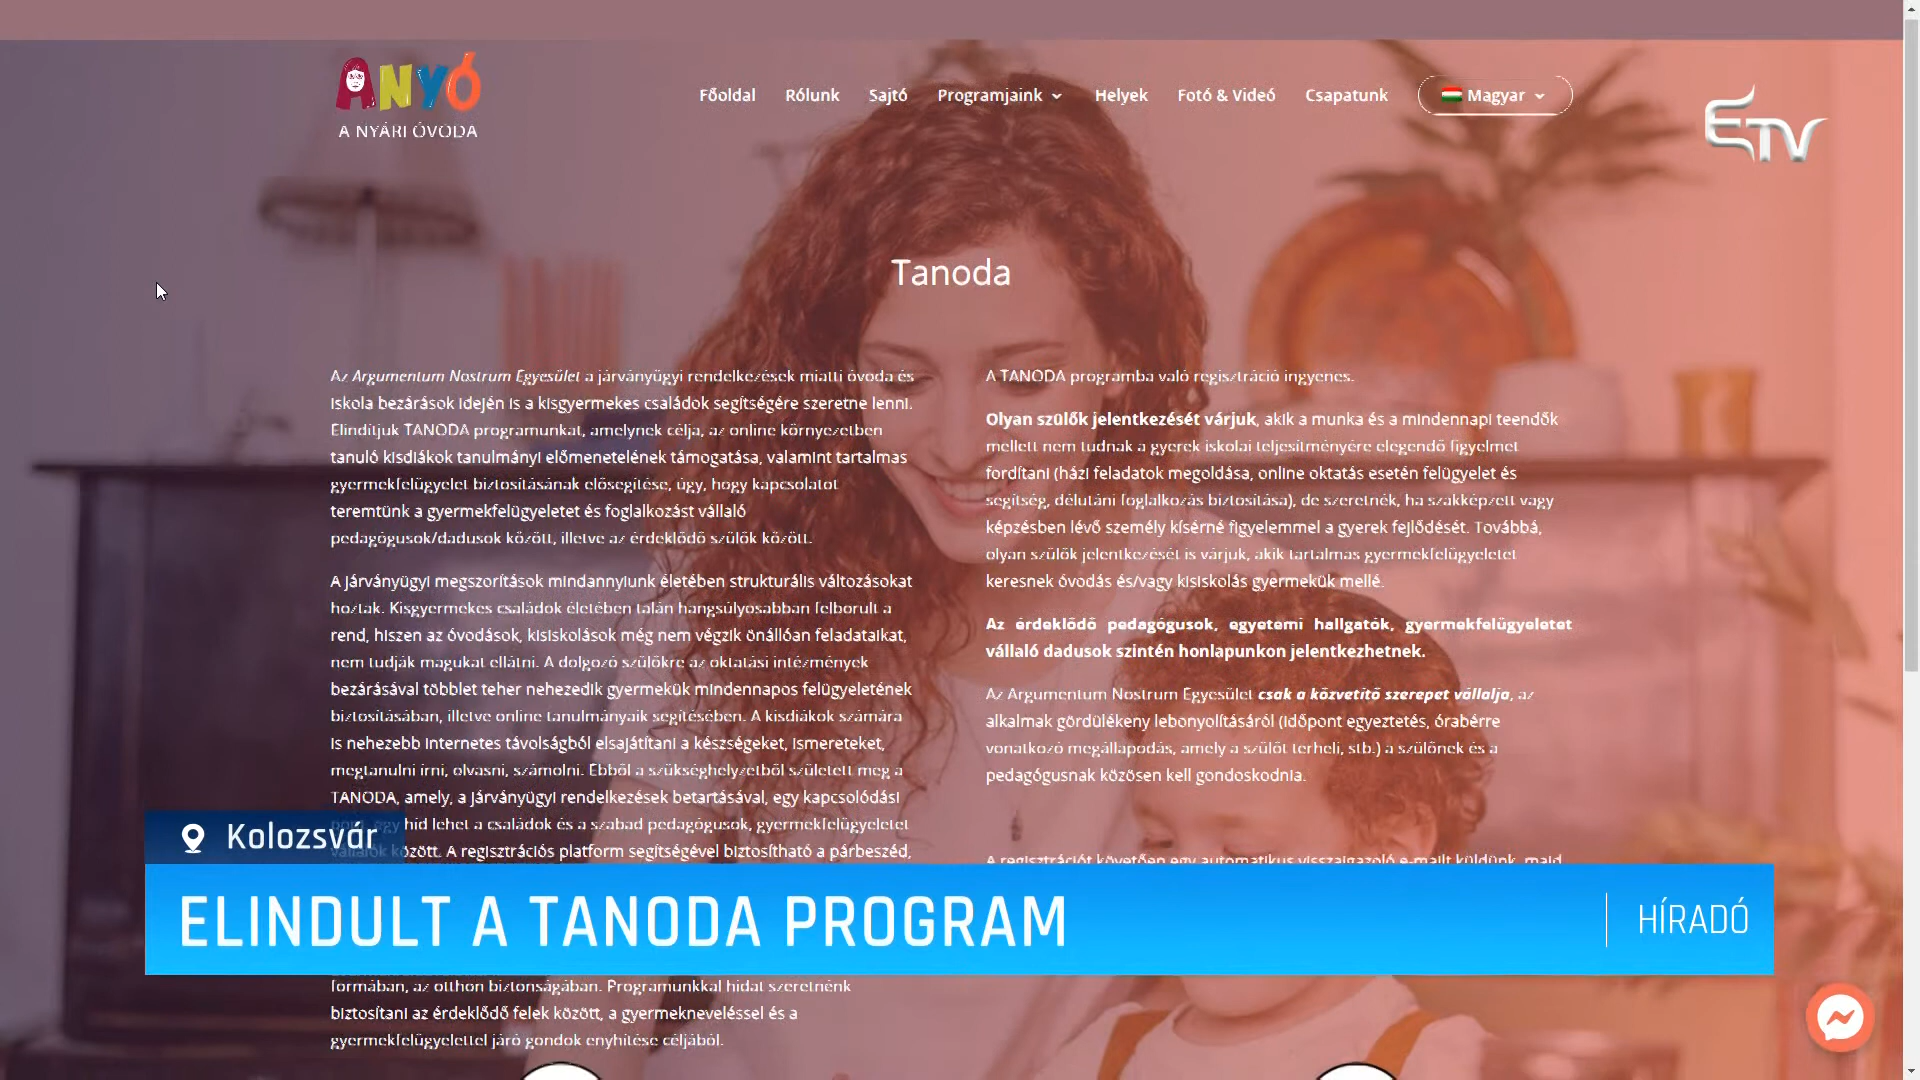 ANYÓ
A NYÁRI ÓVODA
Főoldal Rólunk Sajtó Programjaink Helyek Fotó & Videó Csapatunk Magyar
ETV
Tanoda
Az Argumentum Nostrum Egyesület a járványügyi rendelkezések miatti óvoda és
iskola bezárások idején is a kisgyermekes családok segítségére szeretne lenni.
Elindítjuk TANODA programunkat, amelynek célja, az online környezetben
tanuló kisdiákok tanulmányi előmenetelének támogatása, valamint tartalmas
gyermekfelügyelet biztosításának elősegítése, úgy, hogy kapcsolatot
teremtünk a gyermekfelügyeletet és foglalkozást vállaló
pedagógusok/dadusok között, illetve az érdeklődő szülők között.
A járványügyi megszorítások mindannyiunk életében strukturális változásokat
hoztak. Kisgyermekes családok életében talán hangsúlyosabban felborult a
rend, hiszen az óvodások, kisiskolások még nem végzik önállóan feladataikat,
nem tudják magukat ellátni. A dolgozó szülőkre az oktatási intézmények
bezárásával többlet teher nehezedik gyermekük mindennapos felügyeletének
biztosításában, illetve online tanulmányaik segítésében. A kisdiákok számára
is nehezebb internetes távolságból elsajátítani a készségeket, ismereteket,
megtanulni írni, olvasni, számolni. Ebből a szükséghelyzetből született meg a
TANODA, amely, a járványügyi rendelkezések betartásával, egy kapcsolódási
pont, egy híd lehet a családok és a szabad pedagógusok, gyermekfelügyeletet
vállalók között. A regisztrációs platform segítségével biztosítható a párbeszéd,
formában, az otthon biztonságában. Programunkkal hidat szeretnénk
biztosítani az érdeklődő felek között, a gyermekneveléssel és a
gyermekfelügyelettel járó gondok enyhítése céljából.
A TANODA programba való regisztráció ingyenes.
Olyan szülők jelentkezését várjuk, akik a munka és a mindennapi teendők
mellett nem tudnak a gyerek iskolai teljesítményére elegendő figyelmet
fordítani (házi feladatok megoldása, online oktatás esetén felügyelet és
segítség, délutáni foglalkozás biztosítása), de szeretnék, ha szakképzett vagy
képzésben lévő személy kísérné figyelemmel a gyerek fejlődését. Továbbá,
olyan szülők jelentkezését is várjuk, akik tartalmas gyermekfelügyeletet
keresnek óvodás és/vagy kisiskolás gyermekük mellé.
Az érdeklődő pedagógusok, egyetemi hallgatók, gyermekfelügyeletet
vállaló dadusok szintén honlapunkon jelentkezhetnek.
Az Argumentum Nostrum Egyesület csak a közvetítő szerepet vállalja, az
alkalmak gördülékeny lebonyolításáról (időpont egyeztetés, órabérre
vonatkozó megállapodás, amely a szülőt terheli, stb.) a szülőnek és a
pedagógusnak közösen kell gondoskodnia.
A regisztrációt követően egy automatikus visszaigazoló e-mailt küldünk, majd
Kolozsvár
ELINDULT A TANODA PROGRAM
HÍRADÓ